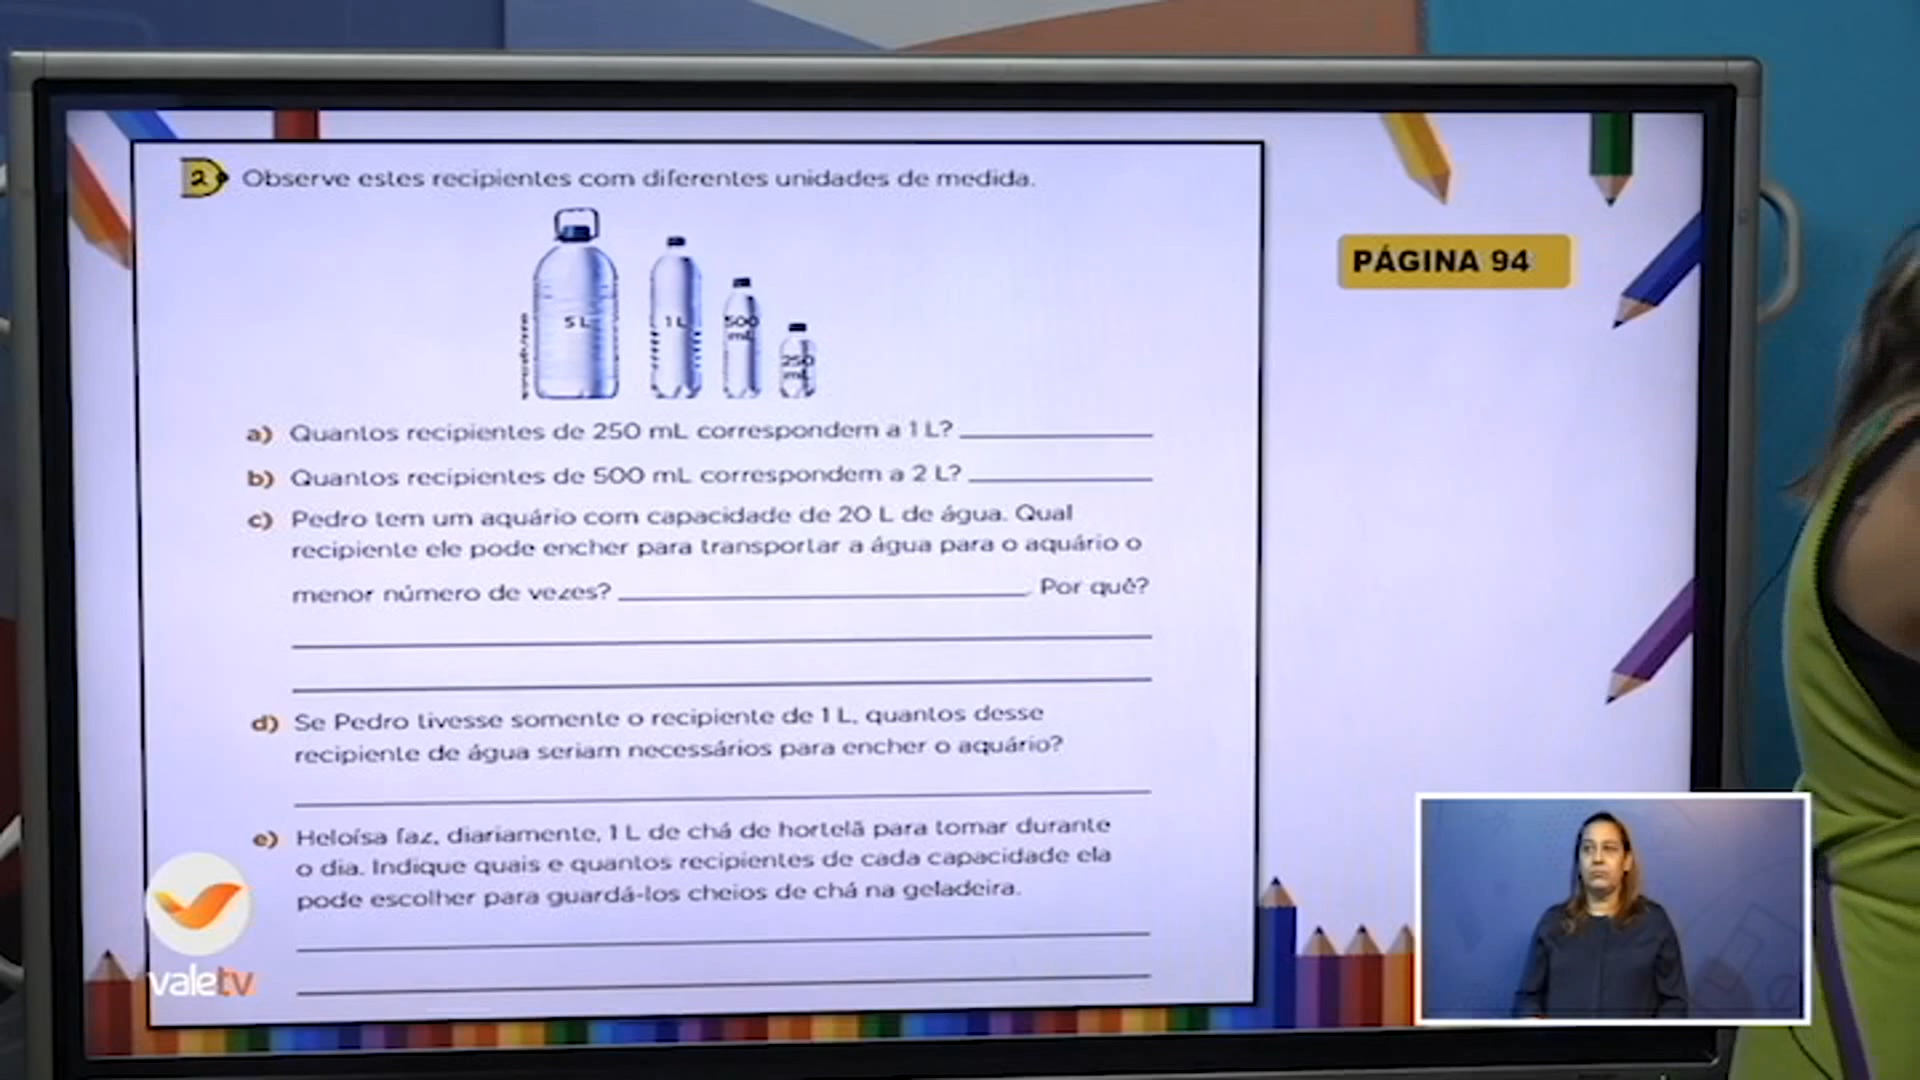 2 Observe estes recipientes com diferentes unidades de medida.
5 L
1 L
500 mL
250 mL
PÁGINA 94
a) Quantos recipientes de 250 mL correspondem a 1 L?
b) Quantos recipientes de 500 mL correspondem a 2 L?
c) Pedro tem um aquário com capacidade de 20 L de água. Qual
recipiente ele pode encher para transportar a água para o aquário o
menor número de vezes? Por quê?
d) Se Pedro tivesse somente o recipiente de 1 L, quantos desse
recipiente de água seriam necessários para encher o aquário?
e) Heloísa faz, diariamente, 1 L de chá de hortelã para tomar durante
o dia. Indique quais e quantos recipientes de cada capacidade ela
pode escolher para guardá-los cheios de chá na geladeira.
valetv